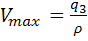 V_max = q_3/ρ